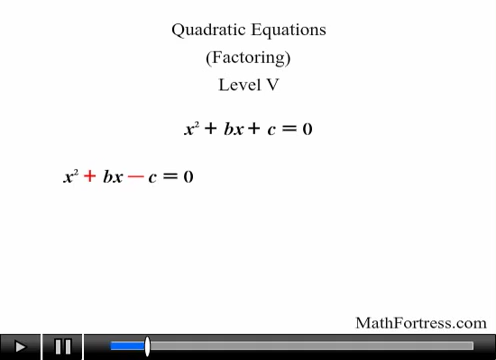 Quadratic Equations
(Factoring)
Level V
x² + bx + c = 0
x² + bx − c = 0
MathFortress.com